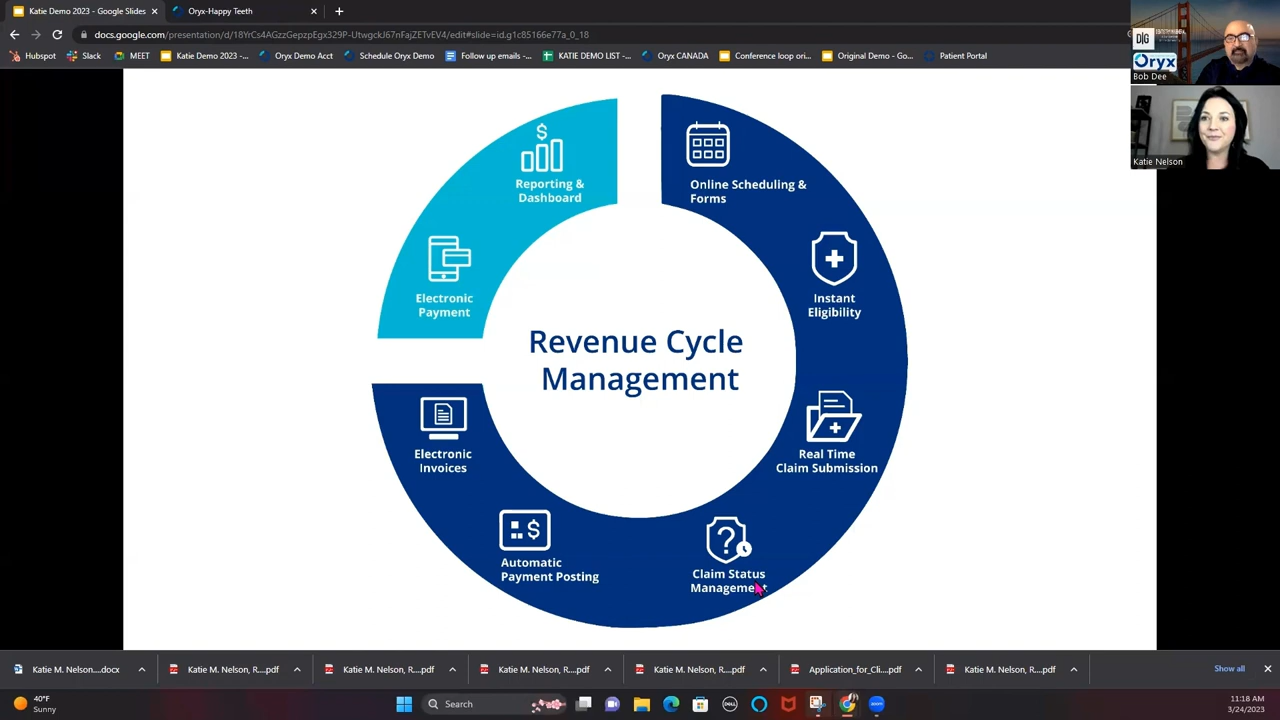 Katie Demo 2023 - Google Slides
Oryx-Happy Teeth
docs.google.com/presentation/d/18YrCs4AGzzGepzpEgx329P-UtwgckJ67nFajZETvEV4/edit#slide=id.g1c85166e77a_0_18
Hubspot
Slack
MEET
Katie Demo 2023 -...
Oryx Demo Acct
Schedule Oryx Demo
Follow up emails -...
KATIE DEMO LIST -...
Oryx CANADA
Conference loop on...
Original Demo - Go...
Patient Portal
Oryx
Bob Dee
Katie Nelson
Reporting &
Dashboard
Online Scheduling &
Forms
Electronic
Payment
Instant
Eligibility
Revenue Cycle
Management
Electronic
Invoices
Real Time
Claim Submission
Automatic
Payment Posting
Claim Status
Management
Katie M. Nelson....docx
Katie M. Nelson, R....pdf
Katie M. Nelson, R....pdf
Katie M. Nelson, R....pdf
Katie M. Nelson, R....pdf
Application_for_Cli....pdf
Katie M. Nelson, R....pdf
Show all
40°F
Sunny
Search
DELL
zoom
11:18 AM
3/24/2023